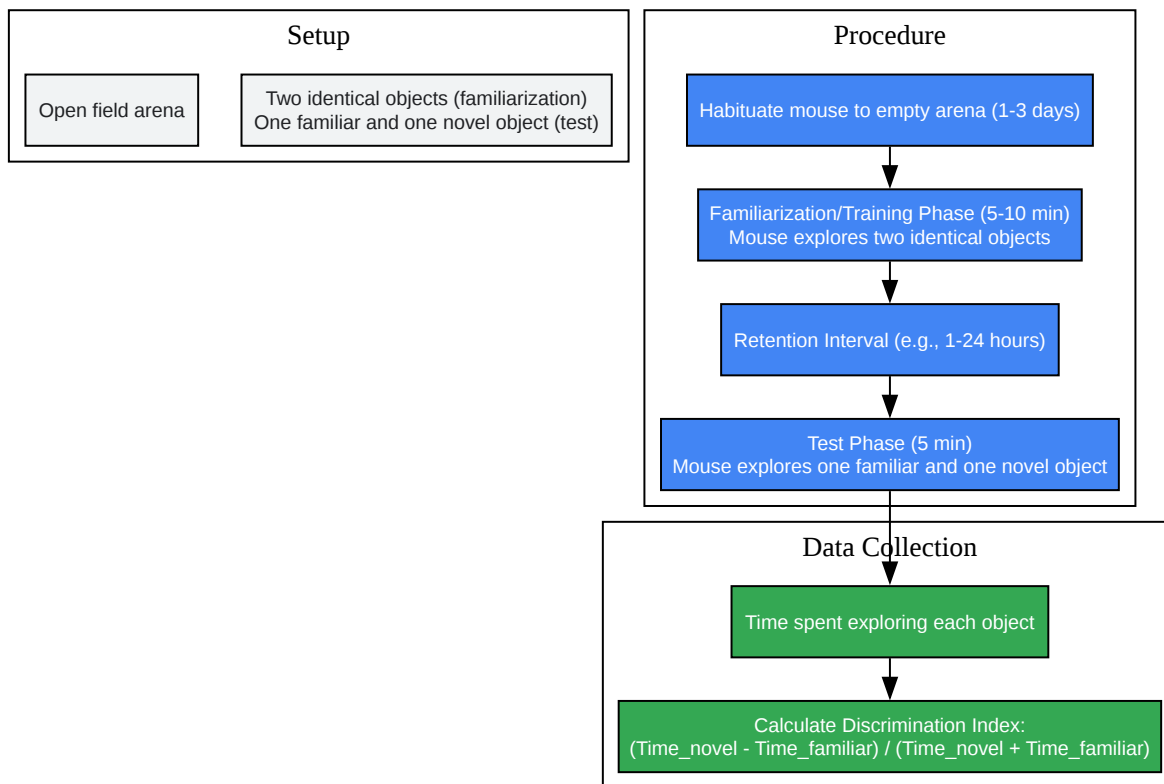 Setup
Open field arena
Two identical objects (familiarization)
One familiar and one novel object (test)
Procedure
Habituate mouse to empty arena (1-3 days)
Familiarization/Training Phase (5-10 min)
Mouse explores two identical objects
Retention Interval (e.g., 1-24 hours)
Test Phase (5 min)
Mouse explores one familiar and one novel object
Data Collection
Time spent exploring each object
Calculate Discrimination Index:
(Time_novel - Time_familiar) / (Time_novel + Time_familiar)